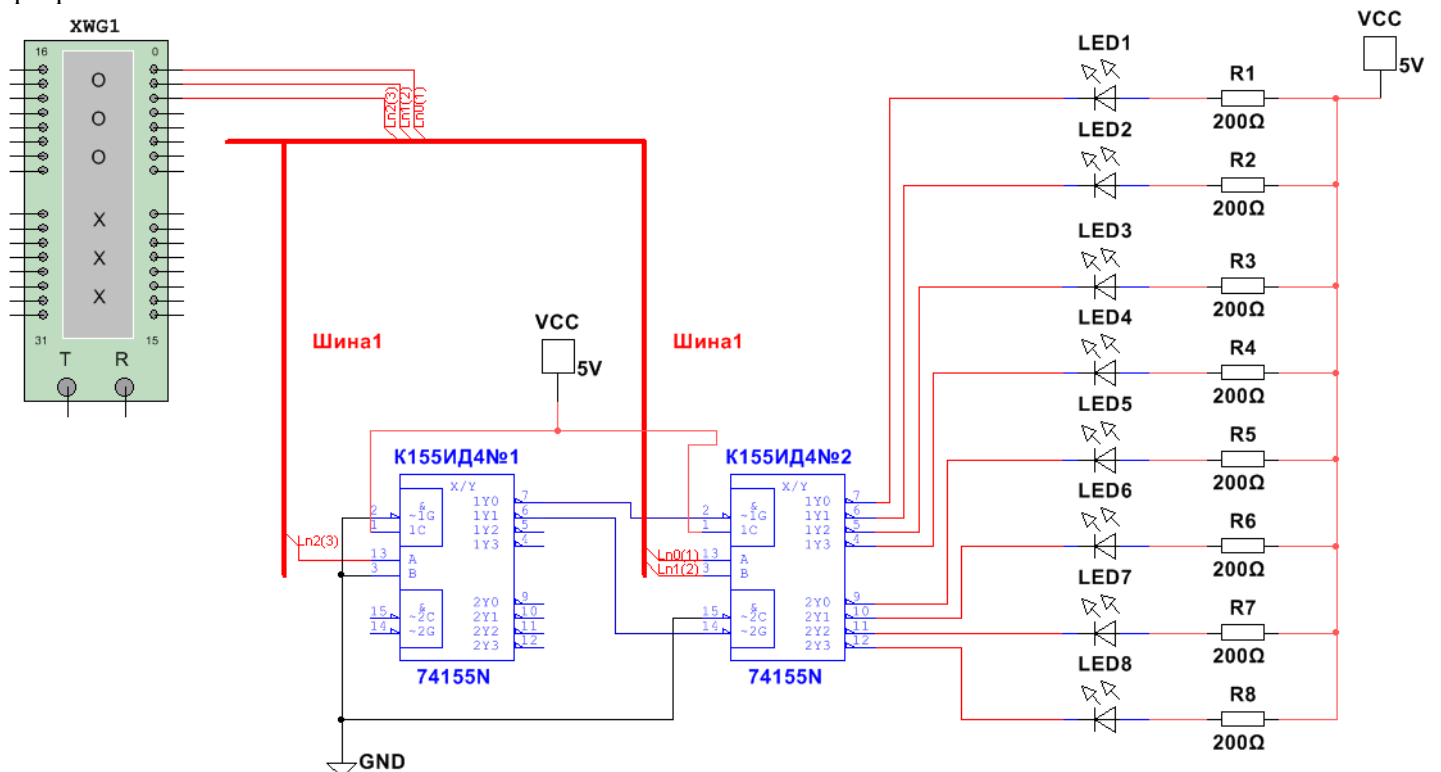 XWG1
16 0
O
O
O
X
X
X
31 15
T R
Ln2(3)
Ln1(2)
Ln0(1)
Шина1
Шина1
VCC
5V
К155ИД4№1
X/Y
&
2 ~1G
1 1C
13 A
3 B
&
15 ~2C
14 ~2G
1Y0 7
1Y1 6
1Y2 5
1Y3 4
2Y0 9
2Y1 10
2Y2 11
2Y3 12
74155N
Ln2(3)
К155ИД4№2
X/Y
&
2 ~1G
1 1C
Ln0(1) 13 A
Ln1(2) 3 B
&
15 ~2C
14 ~2G
1Y0 7
1Y1 6
1Y2 5
1Y3 4
2Y0 9
2Y1 10
2Y2 11
2Y3 12
74155N
GND
VCC
5V
LED1
R1
200Ω
LED2
R2
200Ω
LED3
R3
200Ω
LED4
R4
200Ω
LED5
R5
200Ω
LED6
R6
200Ω
LED7
R7
200Ω
LED8
R8
200Ω